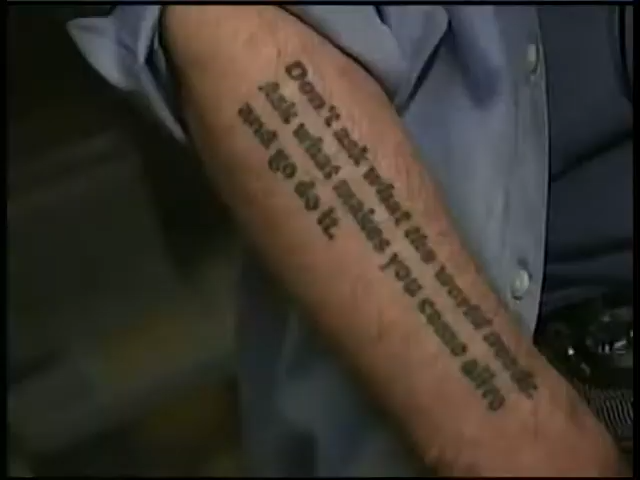 Don't ask what the world needs.
Ask what makes you come alive
and go do it.